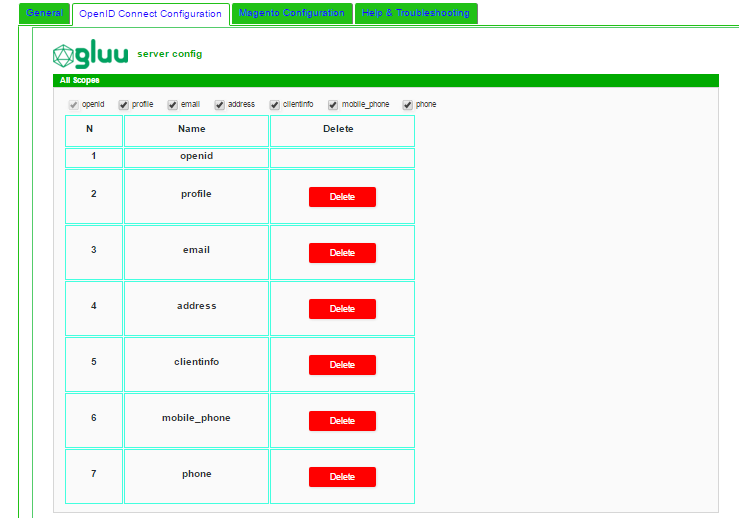 General OpenID Connect Configuration Magento Configuration Help & Troubleshooting
gluu server config
All Scopes
openid profile email address clientinfo mobile_phone phone
N Name Delete
1 openid
2 profile Delete
3 email Delete
4 address Delete
5 clientinfo Delete
6 mobile_phone Delete
7 phone Delete